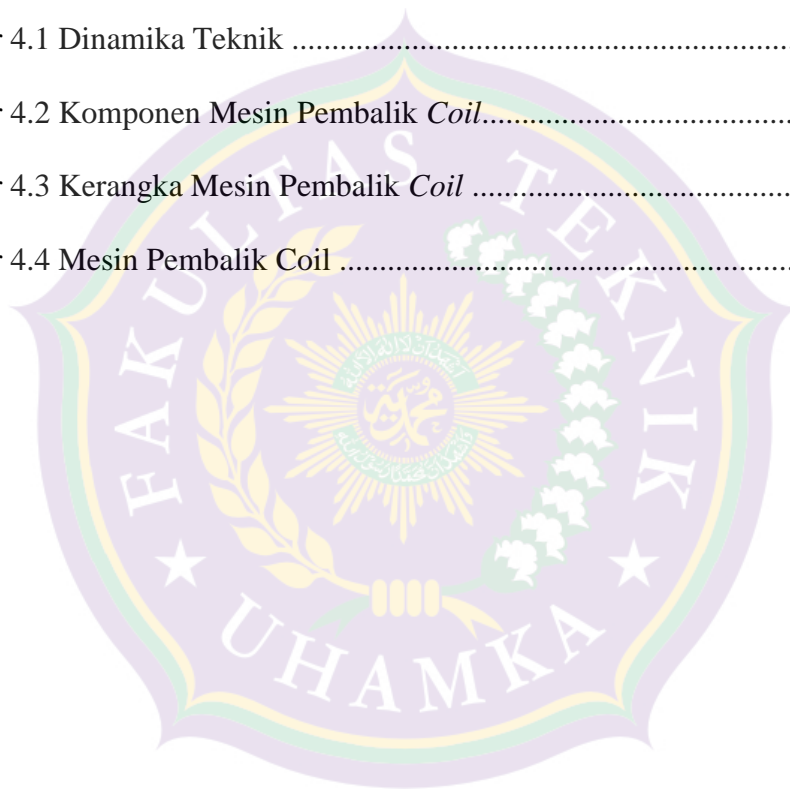 4.1 Dinamika Teknik ....................................................................
4.2 Komponen Mesin Pembalik Coil...........................................
4.3 Kerangka Mesin Pembalik Coil ............................................
4.4 Mesin Pembalik Coil .............................................................
FAKULTAS TEKNIK
UHAMKA